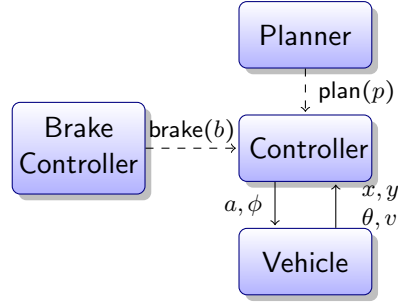 Planner
plan(p)
Brake
Controller
brake(b)
Controller
a, ϕ
x, y
θ, v
Vehicle